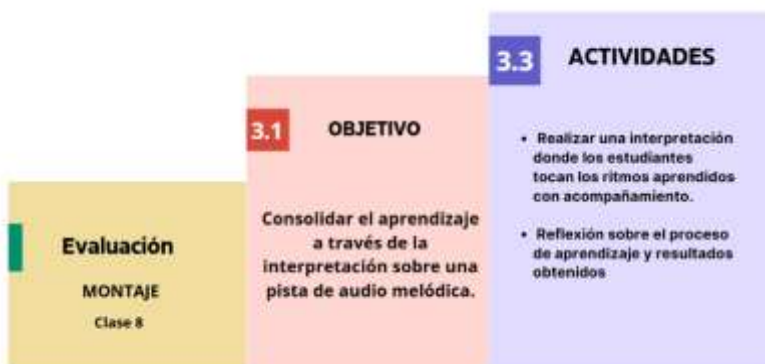 Evaluación
MONTAJE
Clase 8
3.1
OBJETIVO
Consolidar el aprendizaje
a través de la
interpretación sobre una
pista de audio melódica.
3.3
ACTIVIDADES
• Realizar una interpretación
donde los estudiantes
tocan los ritmos aprendidos
con acompañamiento.
• Reflexión sobre el proceso
de aprendizaje y resultados
obtenidos